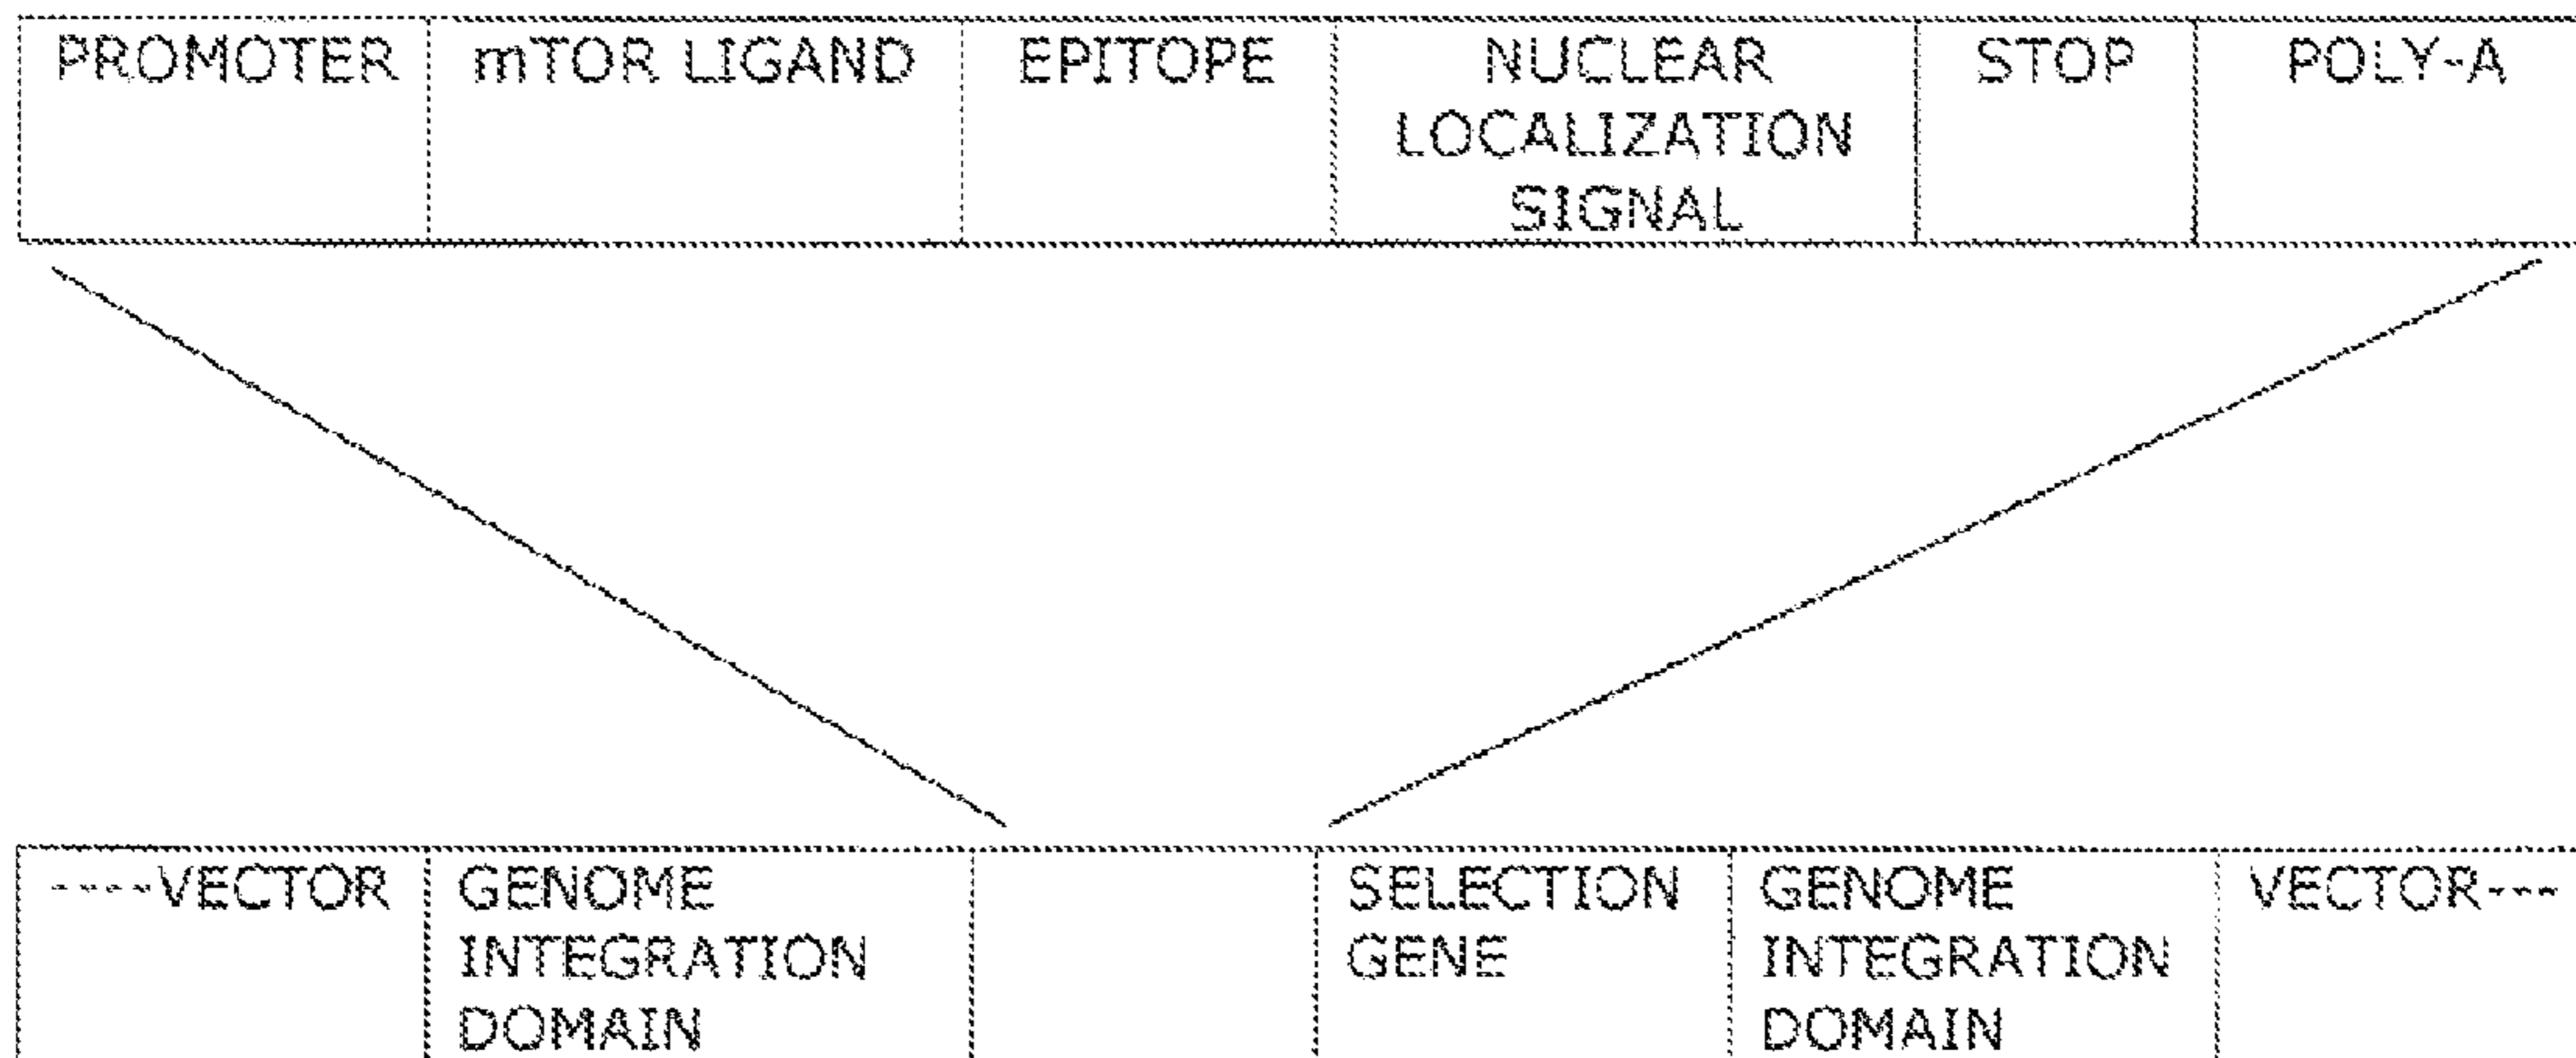 PROMOTER mTOR LIGAND EPITOPE NUCLEAR STOP POLY-A
LOCALIZATION
SIGNAL
----VECTOR GENOME SELECTION GENOME VECTOR---
INTEGRATION GENE INTEGRATION
DOMAIN DOMAIN